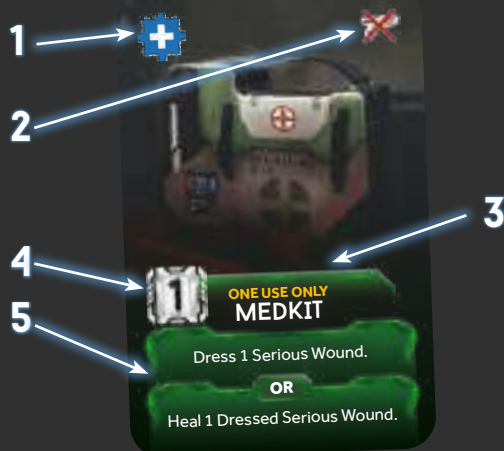 1
2
3
4
1
ONE USE ONLY
MEDKIT
5
Dress 1 Serious Wound.
OR
Heal 1 Dressed Serious Wound.